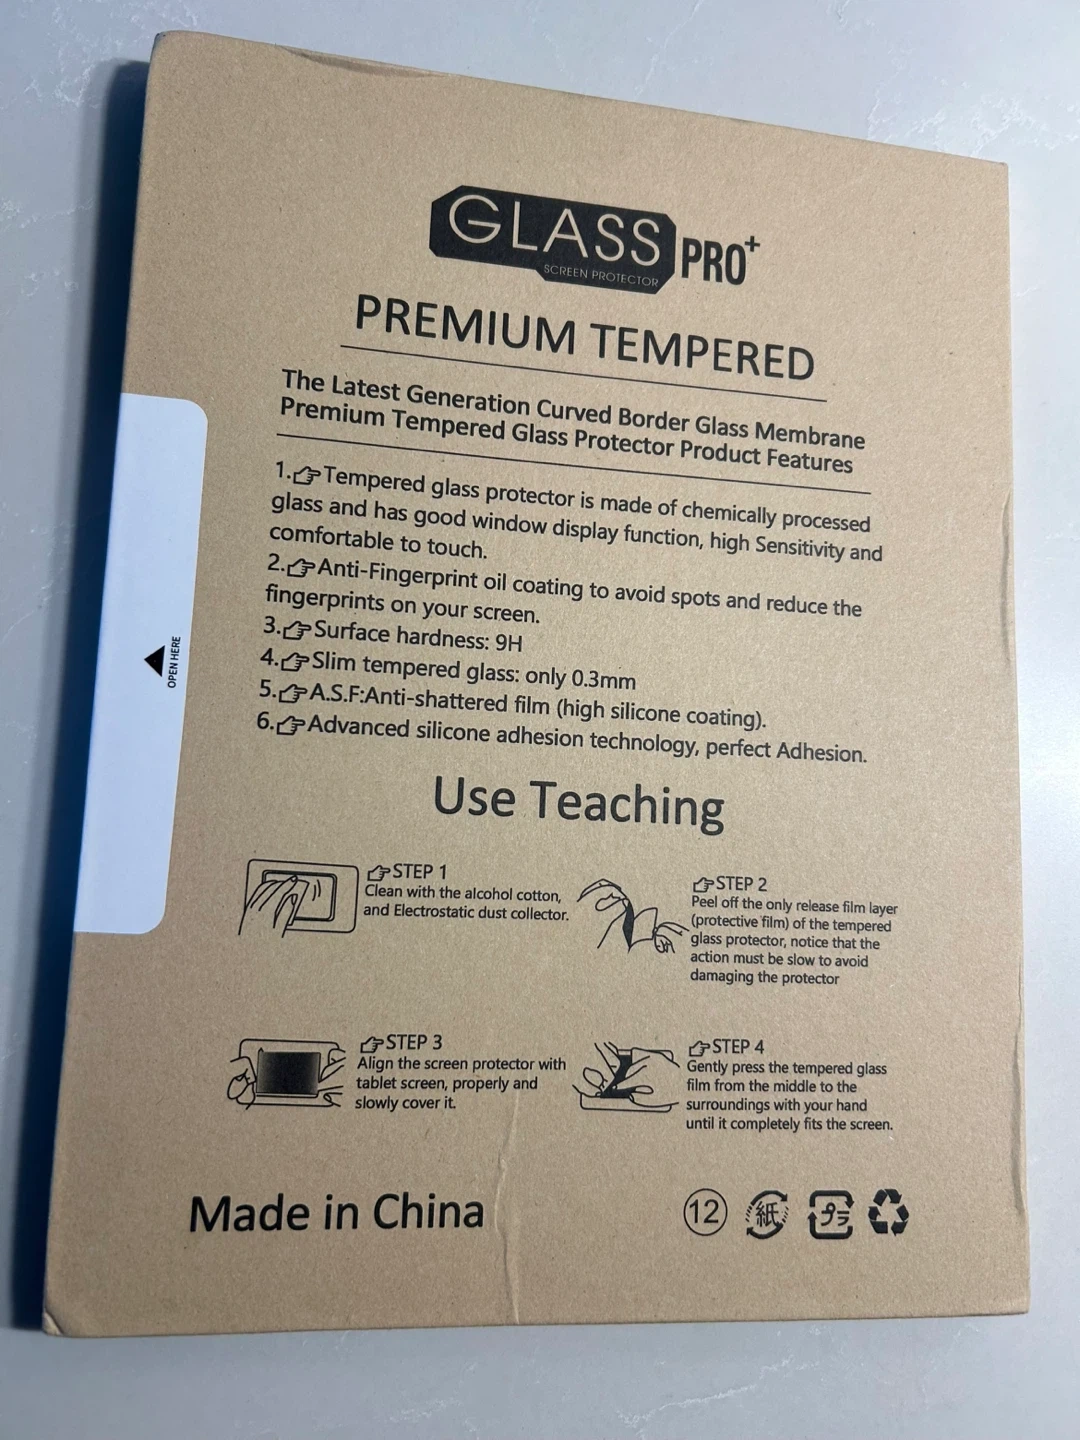 GLASS PRO+
SCREEN PROTECTOR
PREMIUM TEMPERED
The Latest Generation Curved Border Glass Membrane
Premium Tempered Glass Protector Product Features
1.Tempered glass protector is made of chemically processed
glass and has good window display function, high Sensitivity and
comfortable to touch.
2.Anti-Fingerprint oil coating to avoid spots and reduce the
fingerprints on your screen.
3.Surface hardness: 9H
4.Slim tempered glass: only 0.3mm
5.A.S.F:Anti-shattered film (high silicone coating).
6.Advanced silicone adhesion technology, perfect Adhesion.
OPEN HERE
Use Teaching
STEP 1
Clean with the alcohol cotton,
and Electrostatic dust collector.
STEP 2
Peel off the only release film layer
(protective film) of the tempered
glass protector, notice that the
action must be slow to avoid
damaging the protector
STEP 3
Align the screen protector with
tablet screen, properly and
slowly cover it.
STEP 4
Gently press the tempered glass
film from the middle to the
surroundings with your hand
until it completely fits the screen.
Made in China
12 紙 プラ